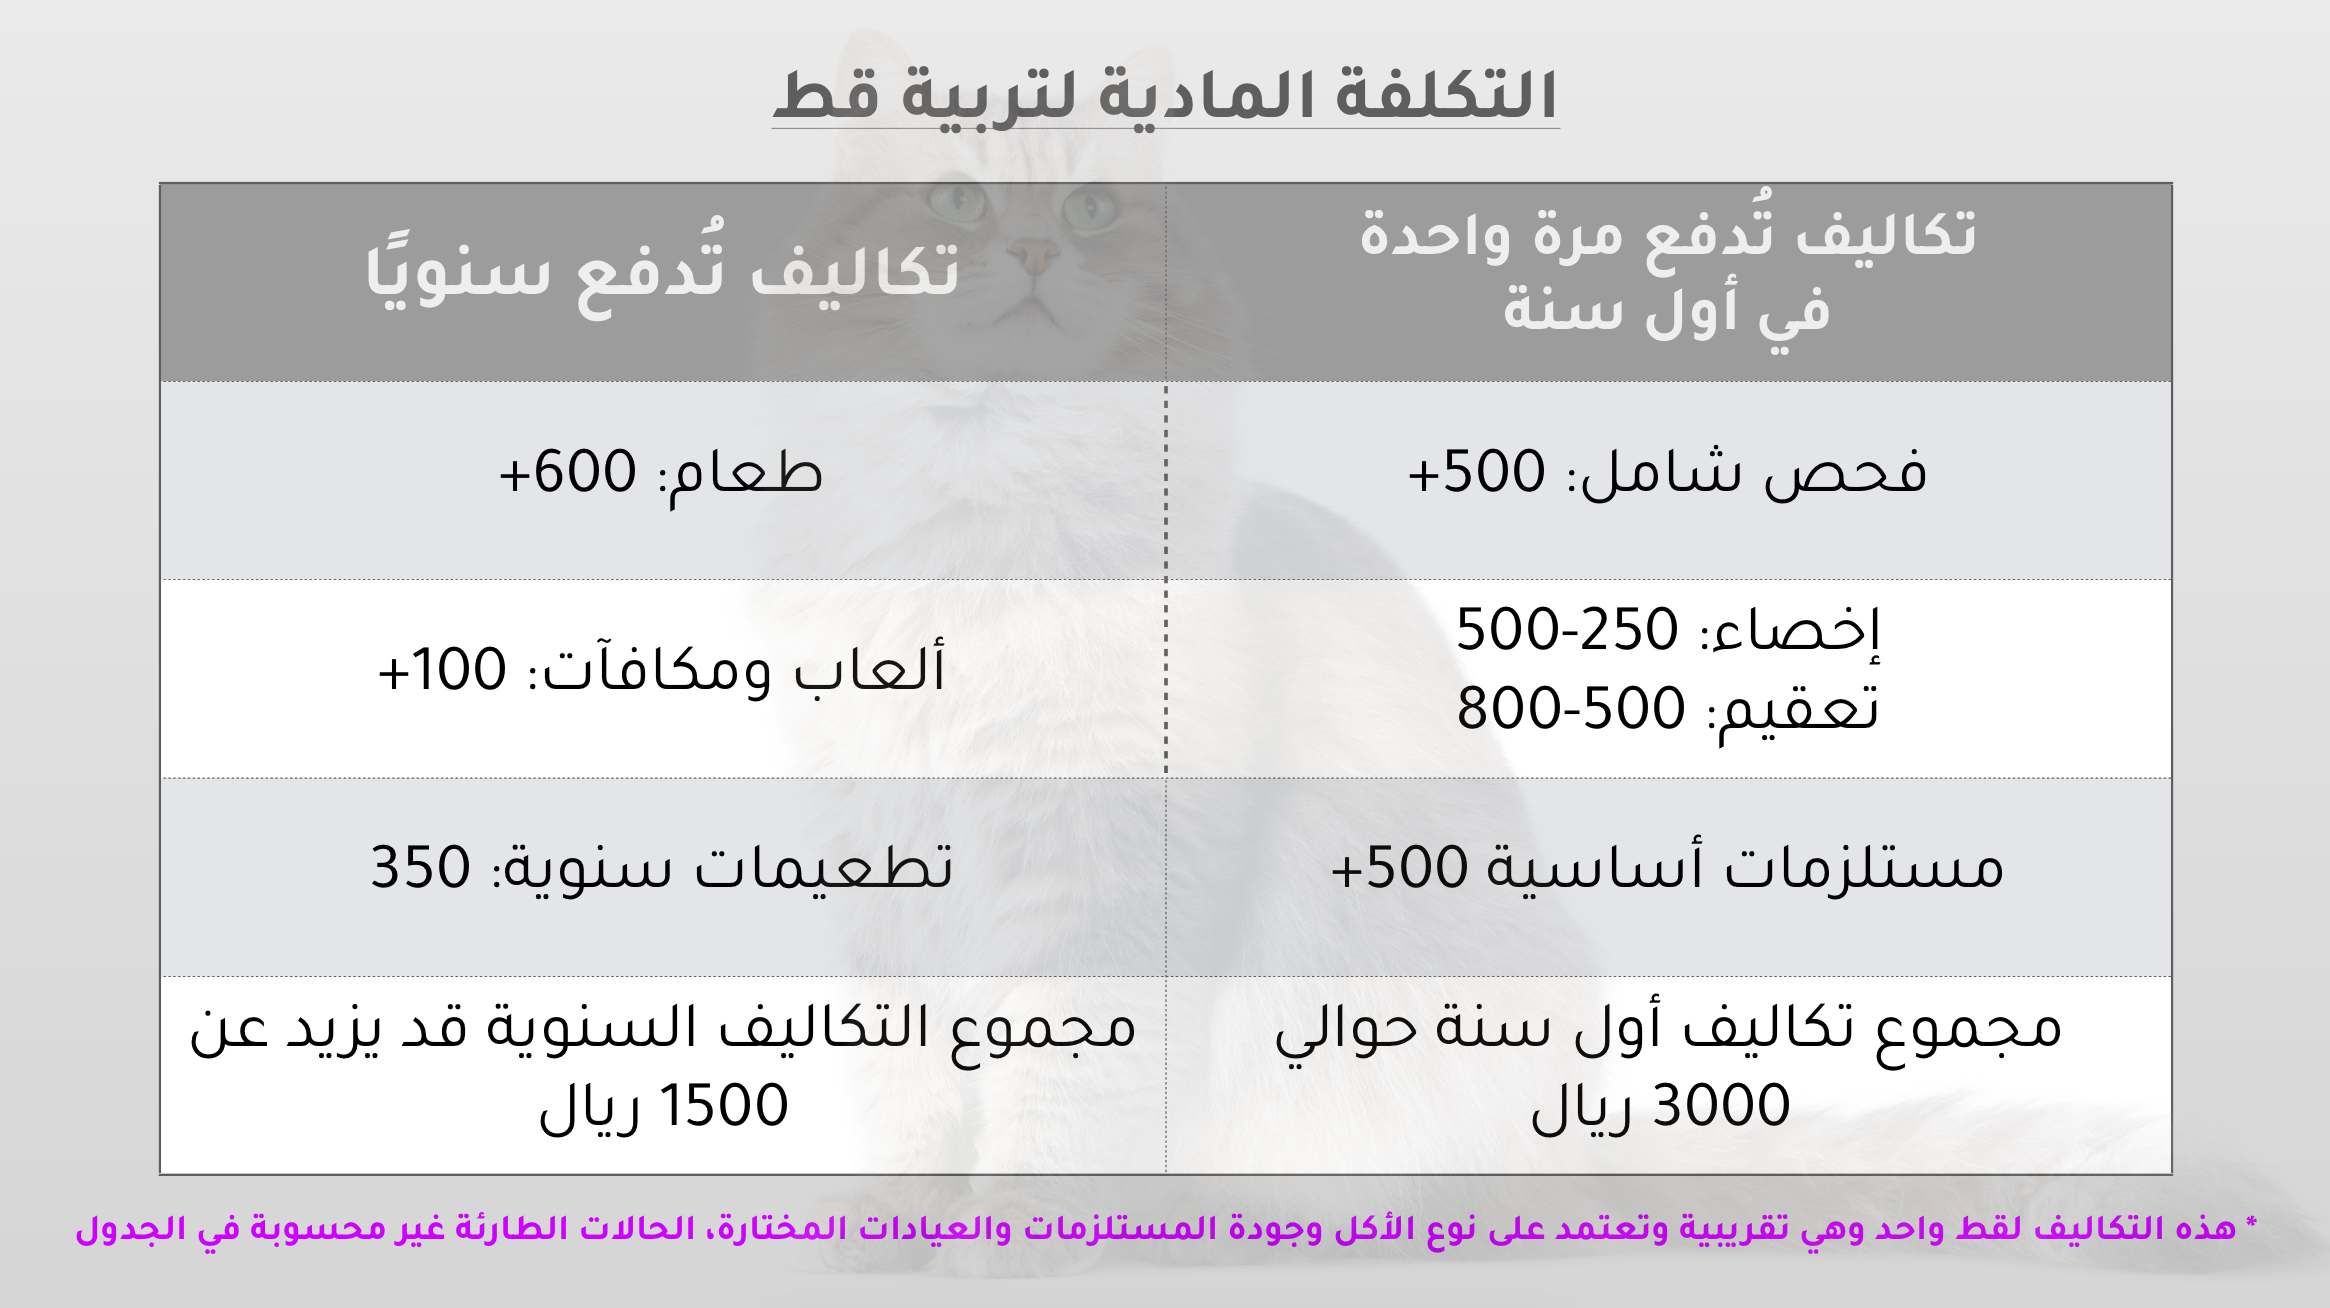 التكلفة المادية لتربية قط
تكاليف تُدفع مرة واحدة
في أول سنة
تكاليف تُدفع سنويًا
فحص شامل: 500+
طعام: 600+
إخصاء: 250-500
تعقيم: 500-800
ألعاب ومكافآت: 100+
مستلزمات أساسية 500+
تطعيمات سنوية: 350
مجموع تكاليف أول سنة حوالي
3000 ريال
مجموع التكاليف السنوية قد يزيد عن
1500 ريال
* هذه التكاليف لقط واحد وهي تقريبية وتعتمد على نوع الأكل وجودة المستلزمات والعيادات المختارة، الحالات الطارئة غير محسوبة في الجدول